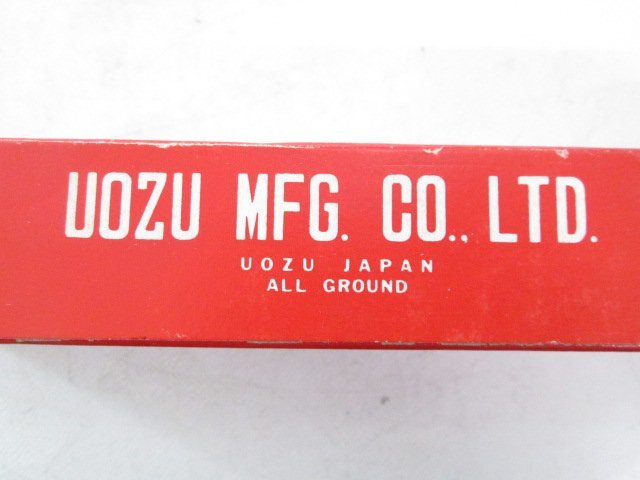 UOZU MFG. CO., LTD.
UOZU JAPAN
ALL GROUND